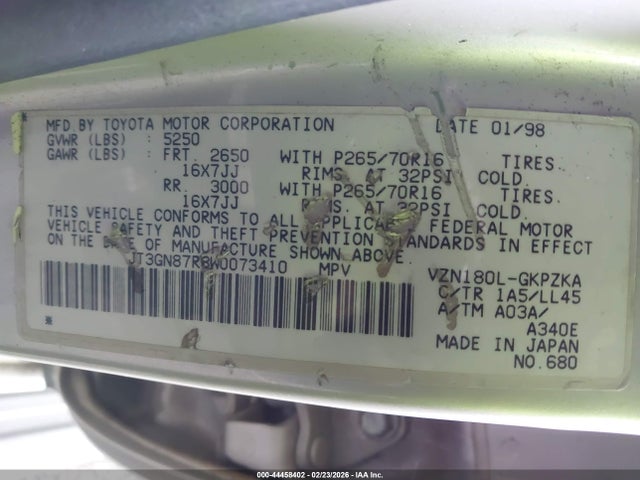 MFD BY TOYOTA MOTOR CORPORATION DATE 01/98
GVWR (LBS) : 5250
GAWR (LBS) : FRT. 2650 WITH P265/70R16 TIRES
16X7JJ RIMS, AT 32PSI COLD.
RR. 3000 WITH P265/70R16 TIRES
16X7JJ RIMS, AT 32PSI COLD.
THIS VEHICLE CONFORMS TO ALL FEDERAL MOTOR
VEHICLE SAFETY AND THEFT PREVENTION STANDARDS IN EFFECT
ON THE DATE OF MANUFACTURE SHOWN ABOVE.
JT3GN87R8W0073410 MPV VZN180L-GKPZKA
C/TR 1A5/LL45
A/TM A03A/
A340E
MADE IN JAPAN
NO.680
000-44458402 - 02/23/2026 - IAA Inc.